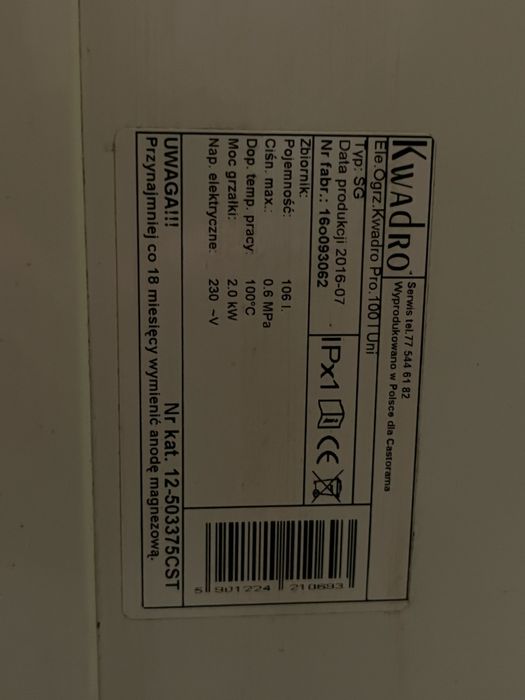 KWADRO
Serwis tel.77 544 61 82
Wyprodukowano w Polsce dla Castorama
Ele.Ogrz.Kwadro Pro.100 l Uni
Typ: SG
Data produkcji 2016-07
Nr fabr.: 16o093062
IPx1 CE
Zbiornik:
Pojemność: 106 l.
Ciśn. max.: 0.6 MPa
Dop. temp. pracy: 100°C
Moc grzałki: 2.0 kW
Nap. elektryczne: 230 ~V
5 901224 210693
UWAGA!!! Nr kat. 12-503375CST
Przynajmniej co 18 miesięcy wymienić anodę magnezową.